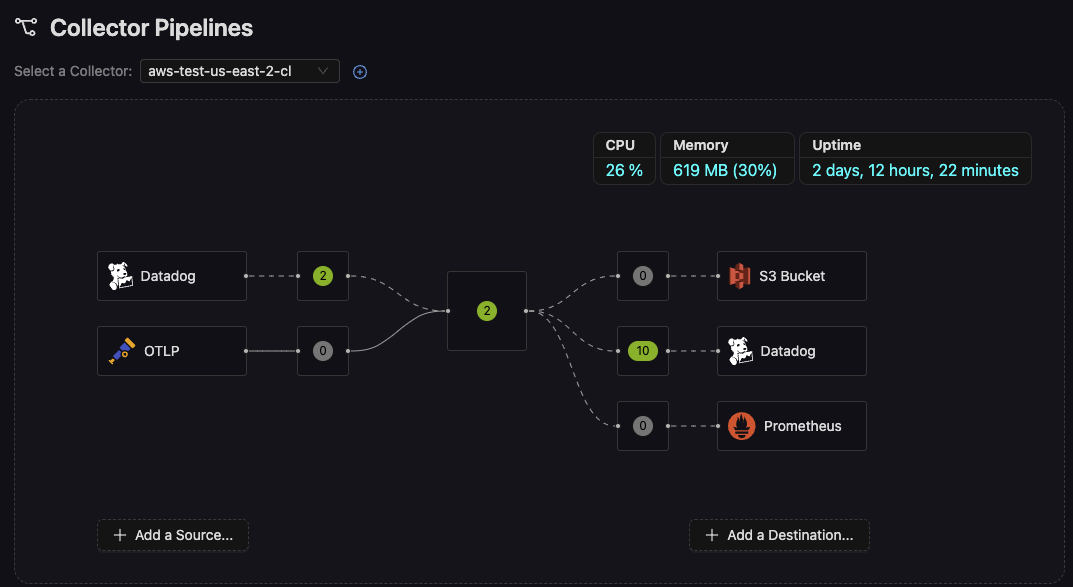 Collector Pipelines
Select a Collector: aws-test-us-east-2-cl
CPU
26 %
Memory
619 MB (30%)
Uptime
2 days, 12 hours, 22 minutes
Datadog
2
OTLP
0
2
0
S3 Bucket
10
Datadog
0
Prometheus
Add a Source...
Add a Destination...